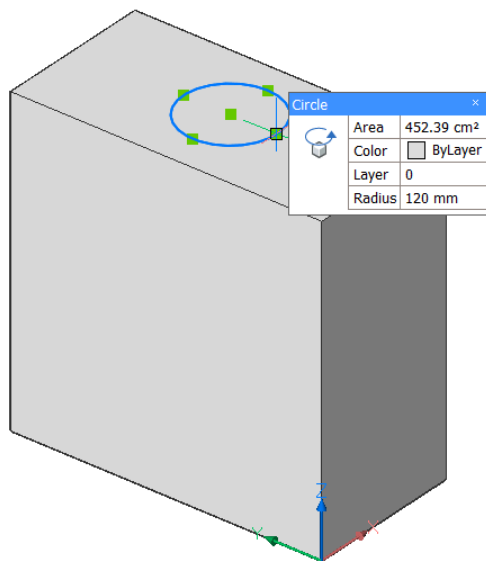 Circle ×
Area 452.39 cm²
Color ByLayer
Layer 0
Radius 120 mm
Z
Y
X